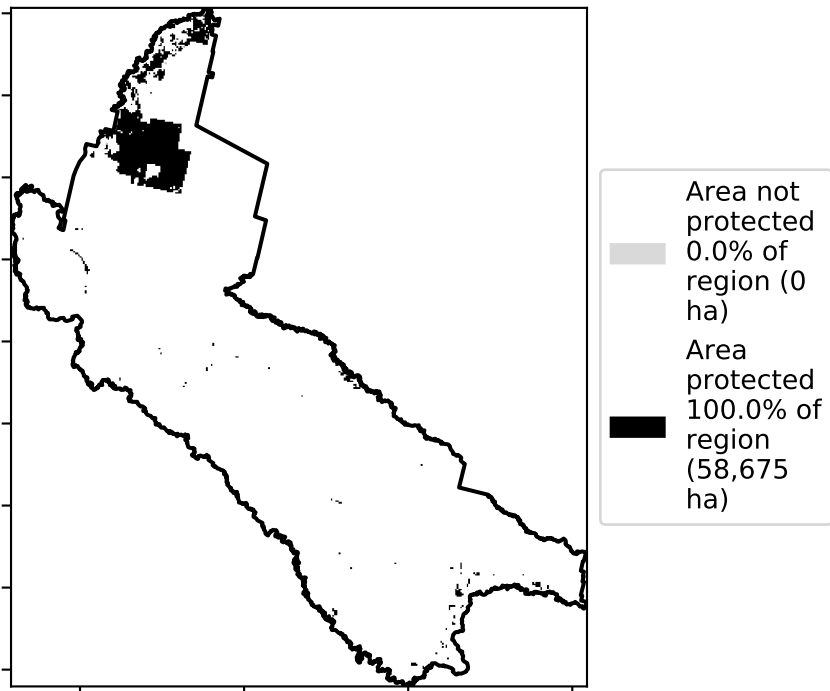 Area not
protected
0.0% of
region (0
ha)
Area
protected
100.0% of
region
(58,675
ha)